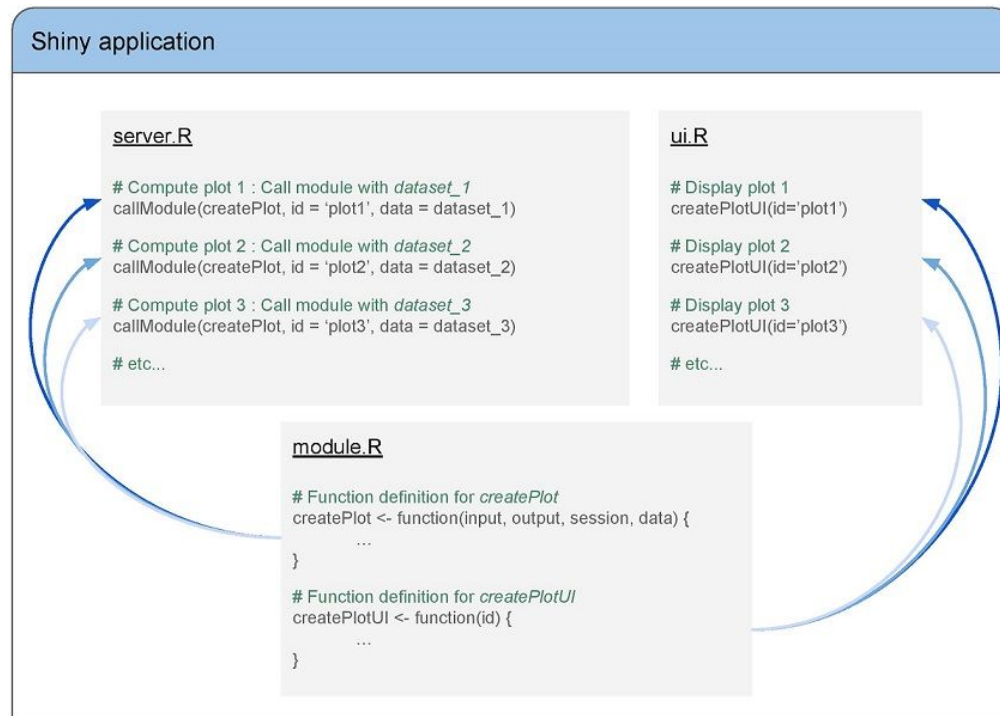 Shiny application
server.R
# Compute plot 1 : Call module with dataset_1
callModule(createPlot, id = ‘plot1’, data = dataset_1)
# Compute plot 2 : Call module with dataset_2
callModule(createPlot, id = ‘plot2’, data = dataset_2)
# Compute plot 3 : Call module with dataset_3
callModule(createPlot, id = ‘plot3’, data = dataset_3)
# etc...
ui.R
# Display plot 1
createPlotUI(id=’plot1’)
# Display plot 2
createPlotUI(id=’plot2’)
# Display plot 3
createPlotUI(id=’plot3’)
# etc...
module.R
# Function definition for createPlot
createPlot <- function(input, output, session, data) {
...
}
# Function definition for createPlotUI
createPlotUI <- function(id) {
...
}